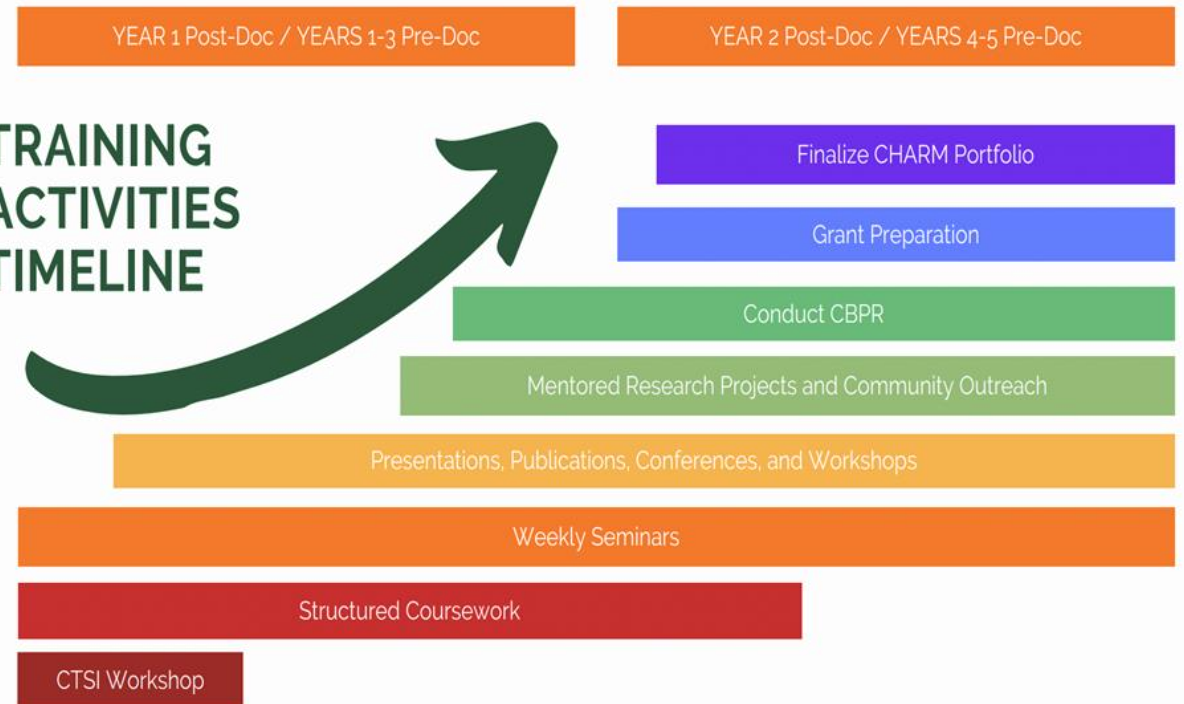 YEAR 1 Post-Doc / YEARS 1-3 Pre-Doc
YEAR 2 Post-Doc / YEARS 4-5 Pre-Doc
TRAINING
ACTIVITIES
TIMELINE
Finalize CHARM Portfolio
Grant Preparation
Conduct CBPR
Mentored Research Projects and Community Outreach
Presentations, Publications, Conferences, and Workshops
Weekly Seminars
Structured Coursework
CTSI Workshop